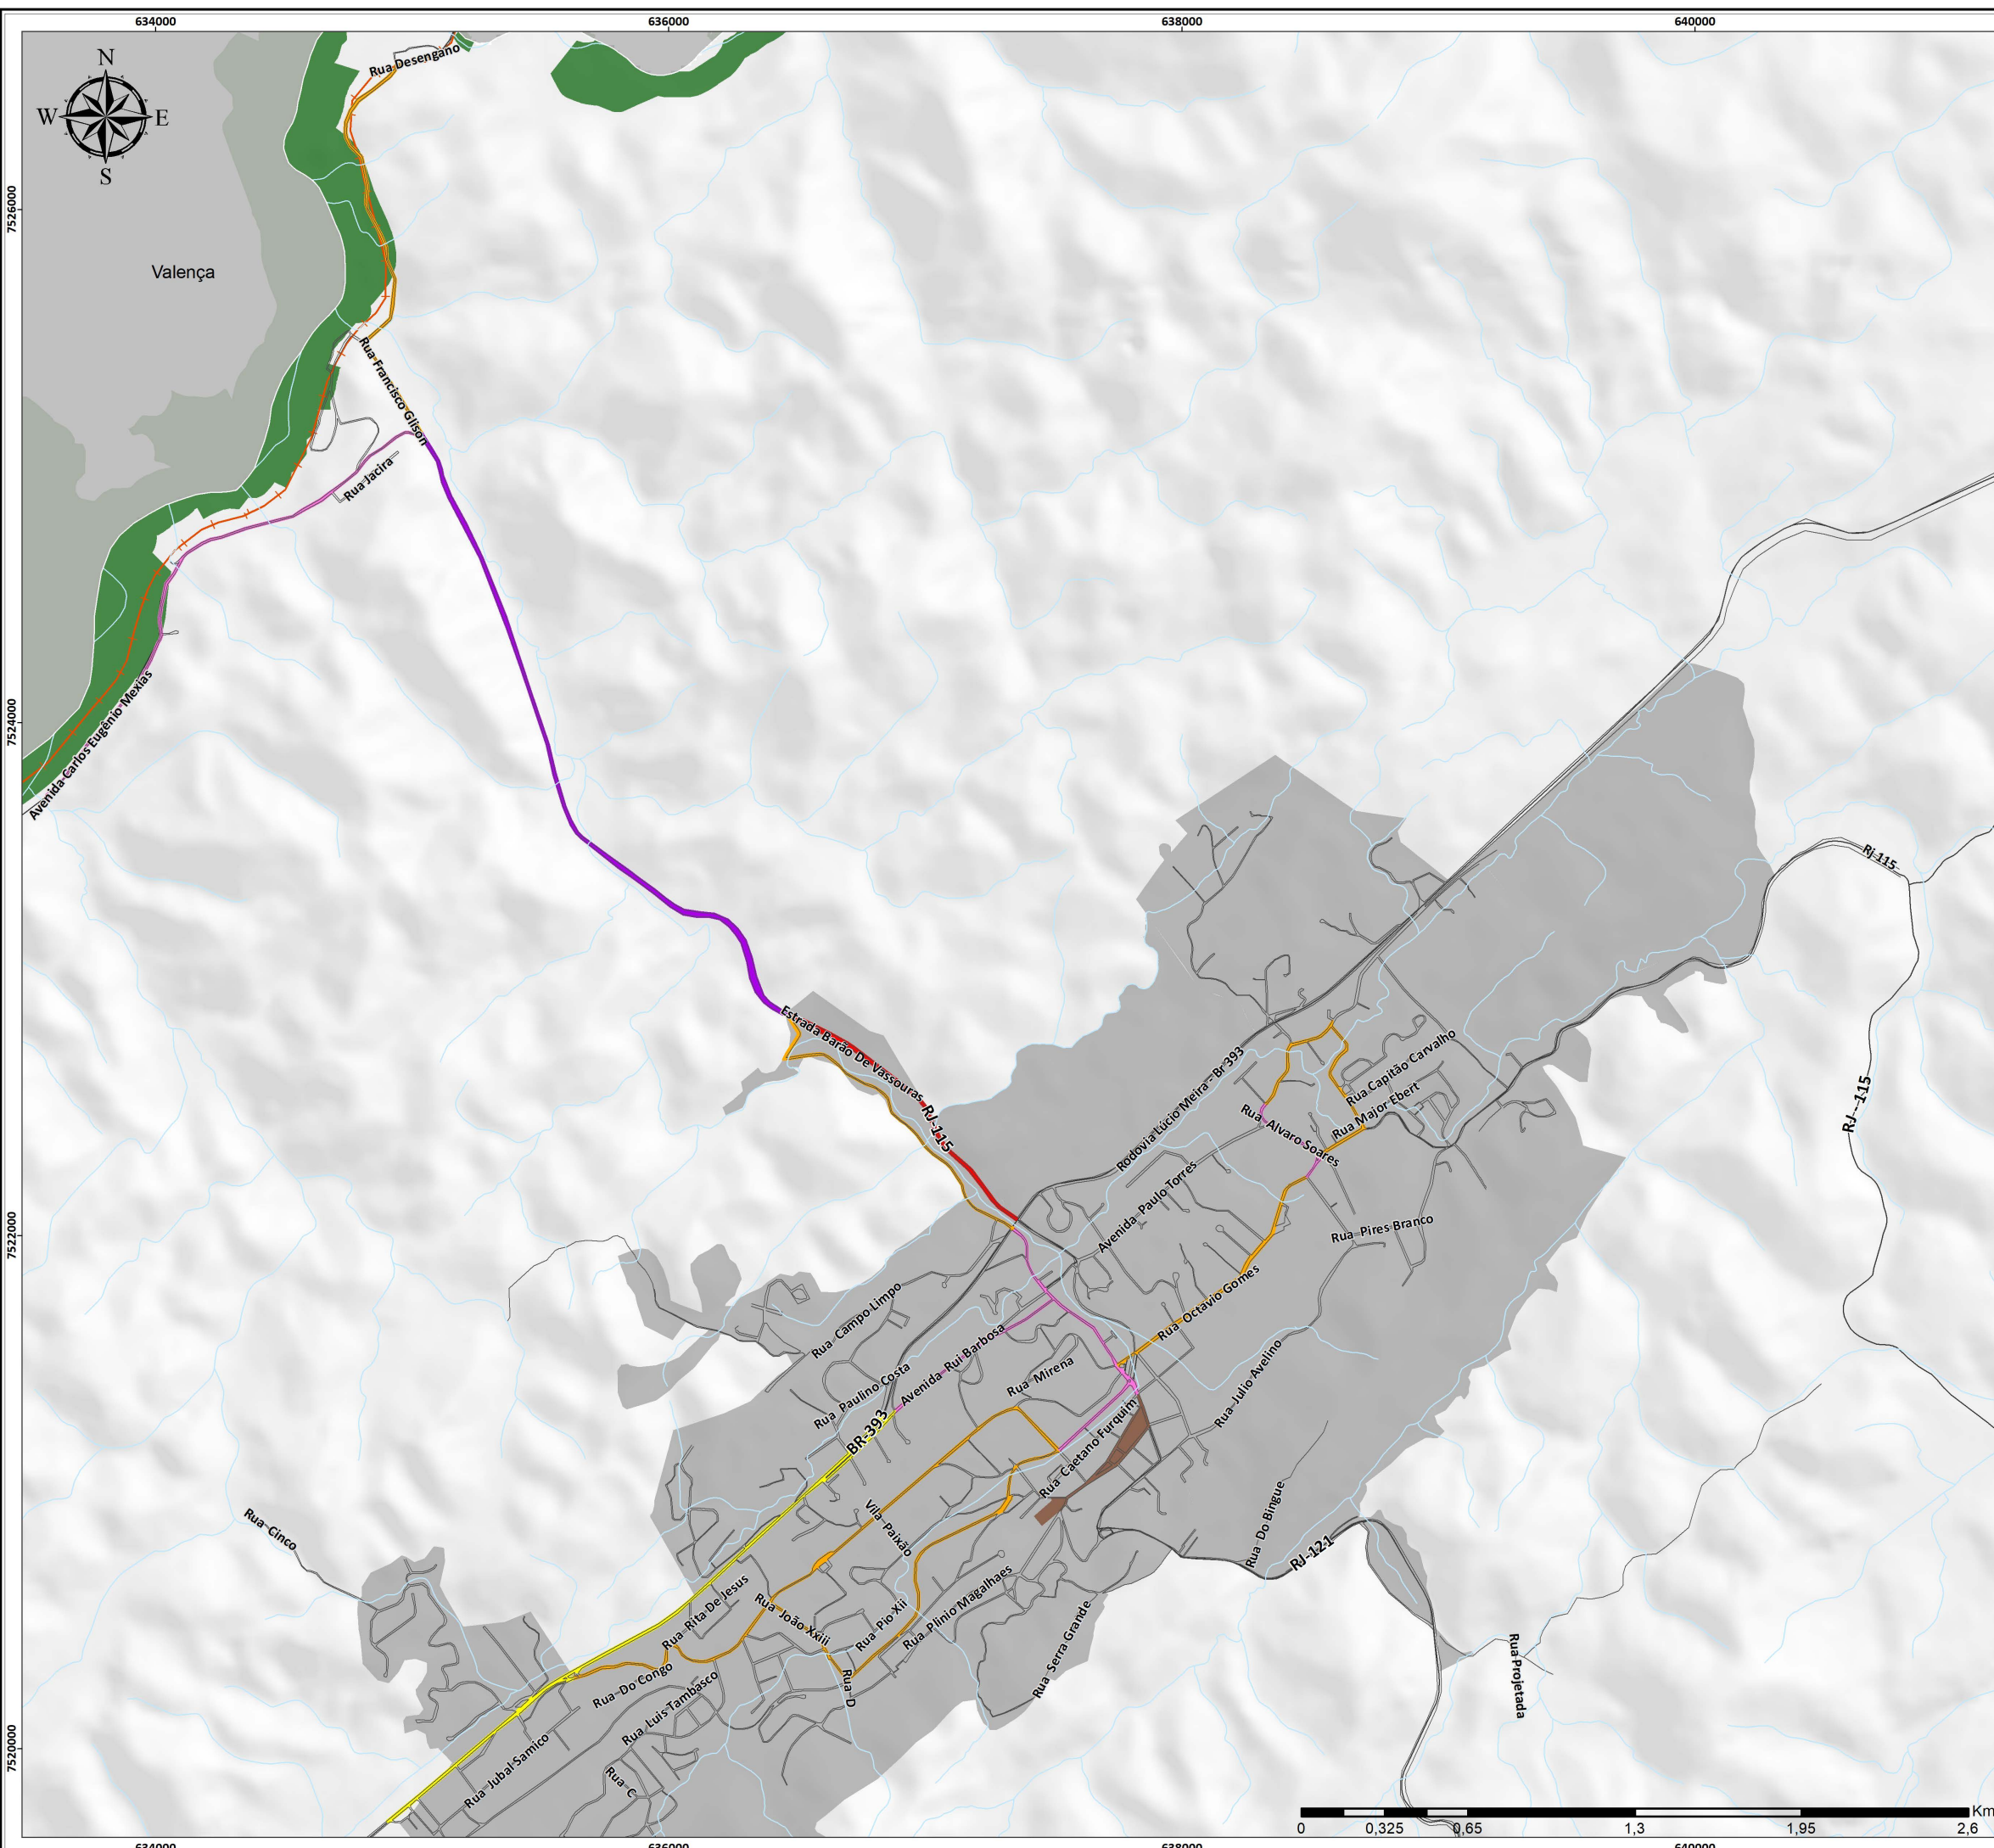 634000
636000
638000
640000
N
W
E
S
7526000
7524000
7522000
7520000
Rua Desengano
Valença
Rua Francisco Gilson
Rua Jacira
Avenida Carlos Eugênio Mexias
Rj 115
Estrada Barão De Vassouras
RJ-115
Rodovia Lúcio Meira - Br 393
Rua Capitão Carvalho
Rua Major Ebert
Rua Alvaro Soares
RJ - 115
Avenida Paulo Torres
Rua Pires Branco
Rua Campo Limpo
Rua Octavio Gomes
Avenida Rui Barbosa
Rua Paulino Costa
Rua Mirena
Rua Julio Avelino
BR-393
Rua Caetano Furquim
Vila Paixão
Rua Cinco
Rua Do Bingue
RJ-121
Rua Rita De Jesus
Rua João Xxiii
Rua Pio Xii
Rua Plinio Magalhaes
Rua Serra Grande
Rua Projetada
Rua Do Congo
Rua Luis Tambasco
Rua D
Rua Jubal Samico
Rua C
Km
0
0,325
0,65
1,3
1,95
2,6
634000
636000
638000
640000